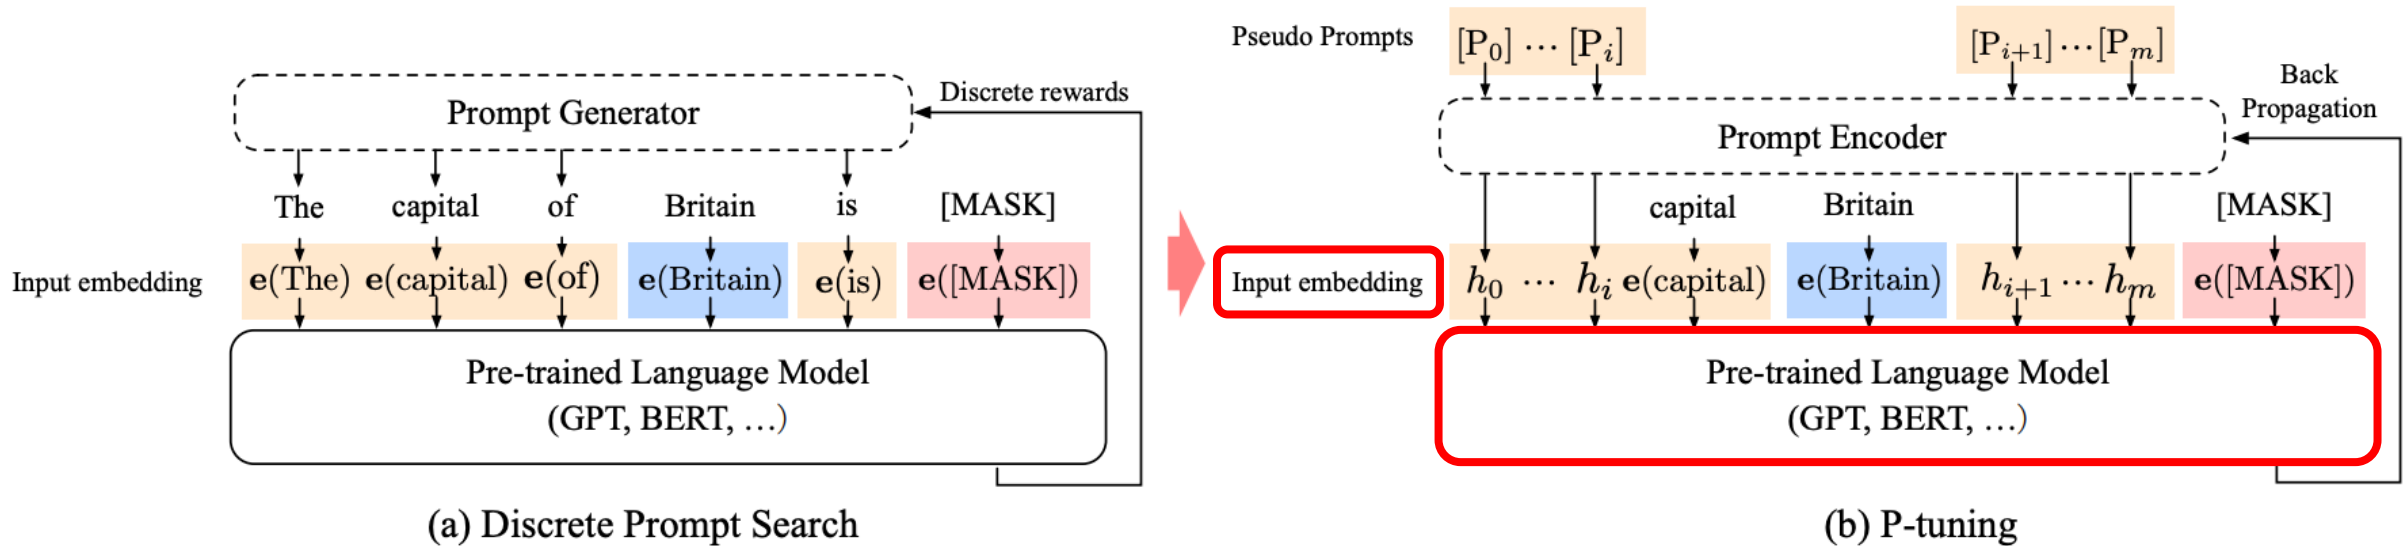 Prompt Generator
Discrete rewards
The capital of Britain is [MASK]
Input embedding e(The) e(capital) e(of) e(Britain) e(is) e([MASK])
Pre-trained Language Model
(GPT, BERT, …)
(a) Discrete Prompt Search
Pseudo Prompts [P0] ⋯ [Pi] [Pi+1] ⋯ [Pm]
Back
Propagation
Prompt Encoder
capital Britain [MASK]
Input embedding h0 ⋯ hi e(capital) e(Britain) hi+1 ⋯ hm e([MASK])
Pre-trained Language Model
(GPT, BERT, …)
(b) P-tuning